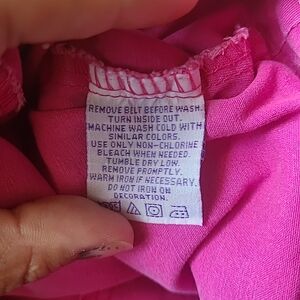 REMOVE BELT BEFORE WASH.
TURN INSIDE OUT.
MACHINE WASH COLD WITH
SIMILAR COLORS.
USE ONLY NON-CHLORINE
BLEACH WHEN NEEDED.
TUMBLE DRY LOW.
REMOVE PROMPTLY.
WARM IRON IF NECESSARY.
DO NOT IRON ON
DECORATION.